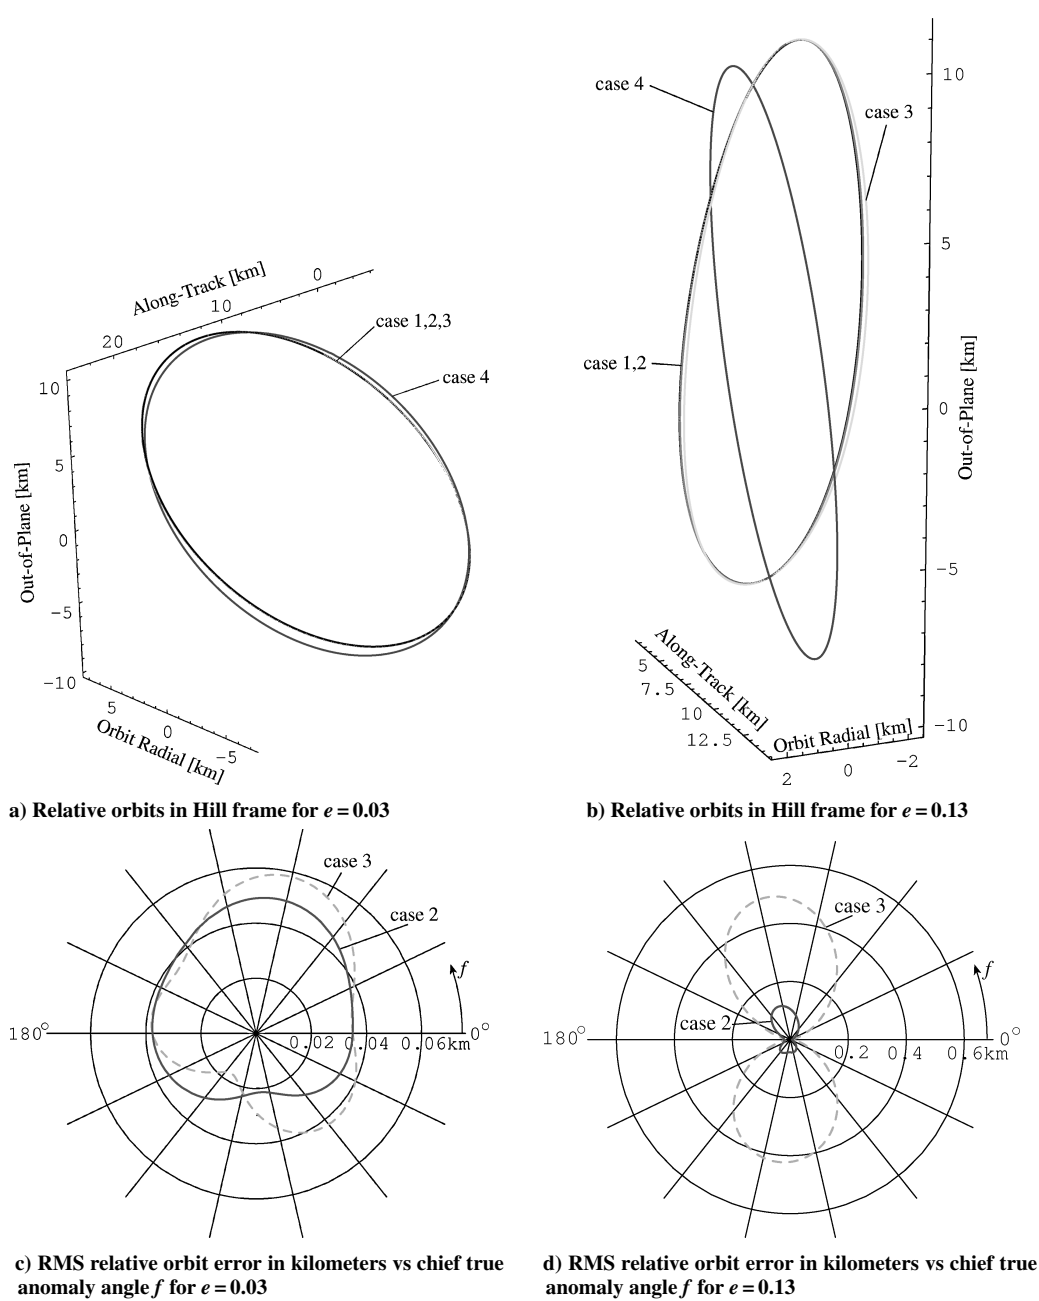 Along-Track [km]
0
10
20
case 1,2,3
case 4
10
5
0
−5
−10
Out-of-Plane [km]
5
0
−5
Orbit Radial [km]
a) Relative orbits in Hill frame for e = 0.03
case 4
case 3
case 1,2
10
5
0
−5
−10
Out-of-Plane [km]
Along-Track [km]
5
7.5
10
12.5
Orbit Radial [km]
2
0
−2
b) Relative orbits in Hill frame for e = 0.13
case 3
case 2
f
180°
0°
0.02 0.04 0.06km
c) RMS relative orbit error in kilometers vs chief true
anomaly angle f for e = 0.03
case 3
case 2
f
180°
0°
0.2 0.4 0.6km
d) RMS relative orbit error in kilometers vs chief true
anomaly angle f for e = 0.13